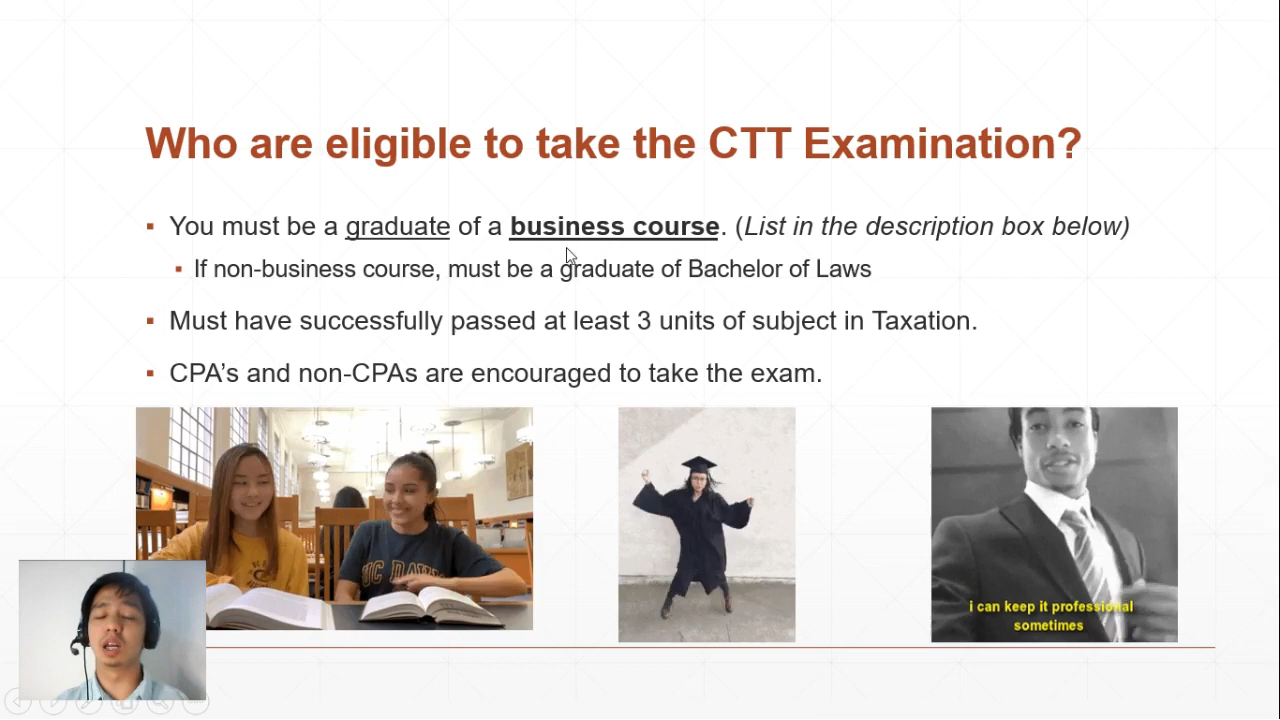 Who are eligible to take the CTT Examination?
▪ You must be a graduate of a business course. (List in the description box below)
▪ If non-business course, must be a graduate of Bachelor of Laws
▪ Must have successfully passed at least 3 units of subject in Taxation.
▪ CPA’s and non-CPAs are encouraged to take the exam.
UC DAVIS
i can keep it professional
sometimes